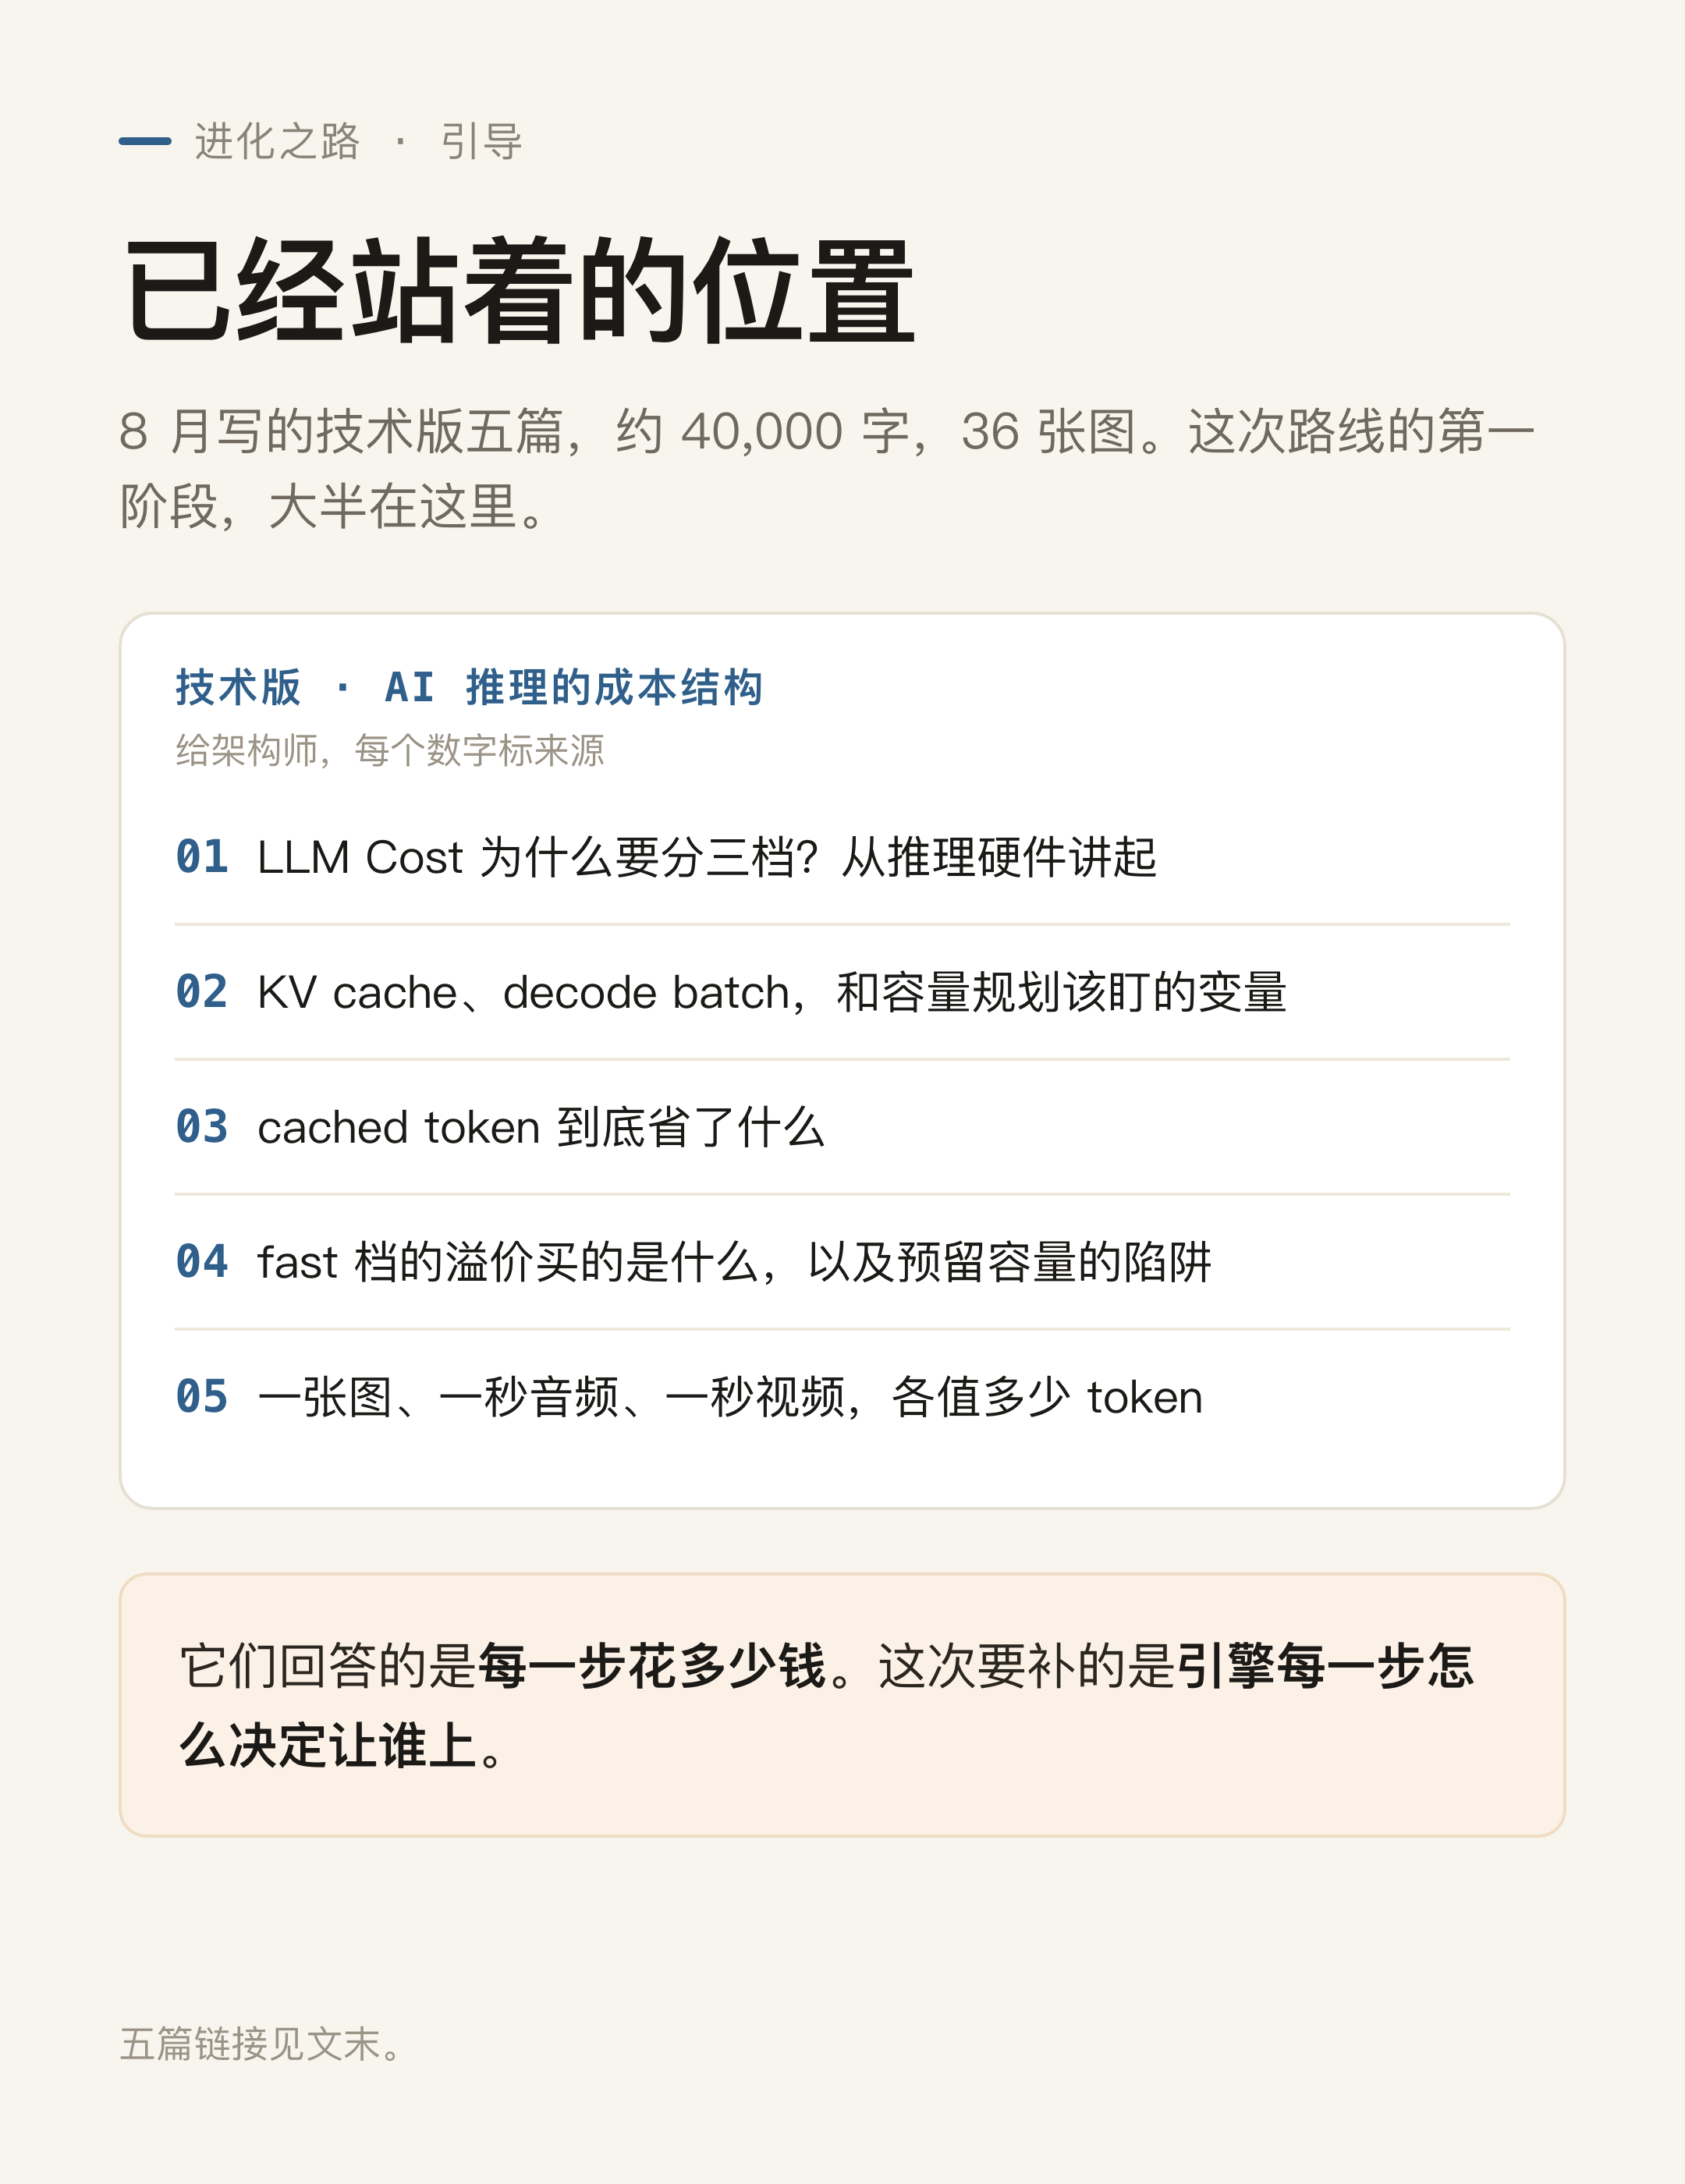 进化之路 · 引导
已经站着的位置
8 月写的技术版五篇，约 40,000 字，36 张图。这次路线的第一
阶段，大半在这里。
技术版 · AI 推理的成本结构
给架构师，每个数字标来源
01 LLM Cost 为什么要分三档？从推理硬件讲起
02 KV cache、decode batch，和容量规划该盯的变量
03 cached token 到底省了什么
04 fast 档的溢价买的是什么，以及预留容量的陷阱
05 一张图、一秒音频、一秒视频，各值多少 token
它们回答的是每一步花多少钱。这次要补的是引擎每一步怎
么决定让谁上。
五篇链接见文末。